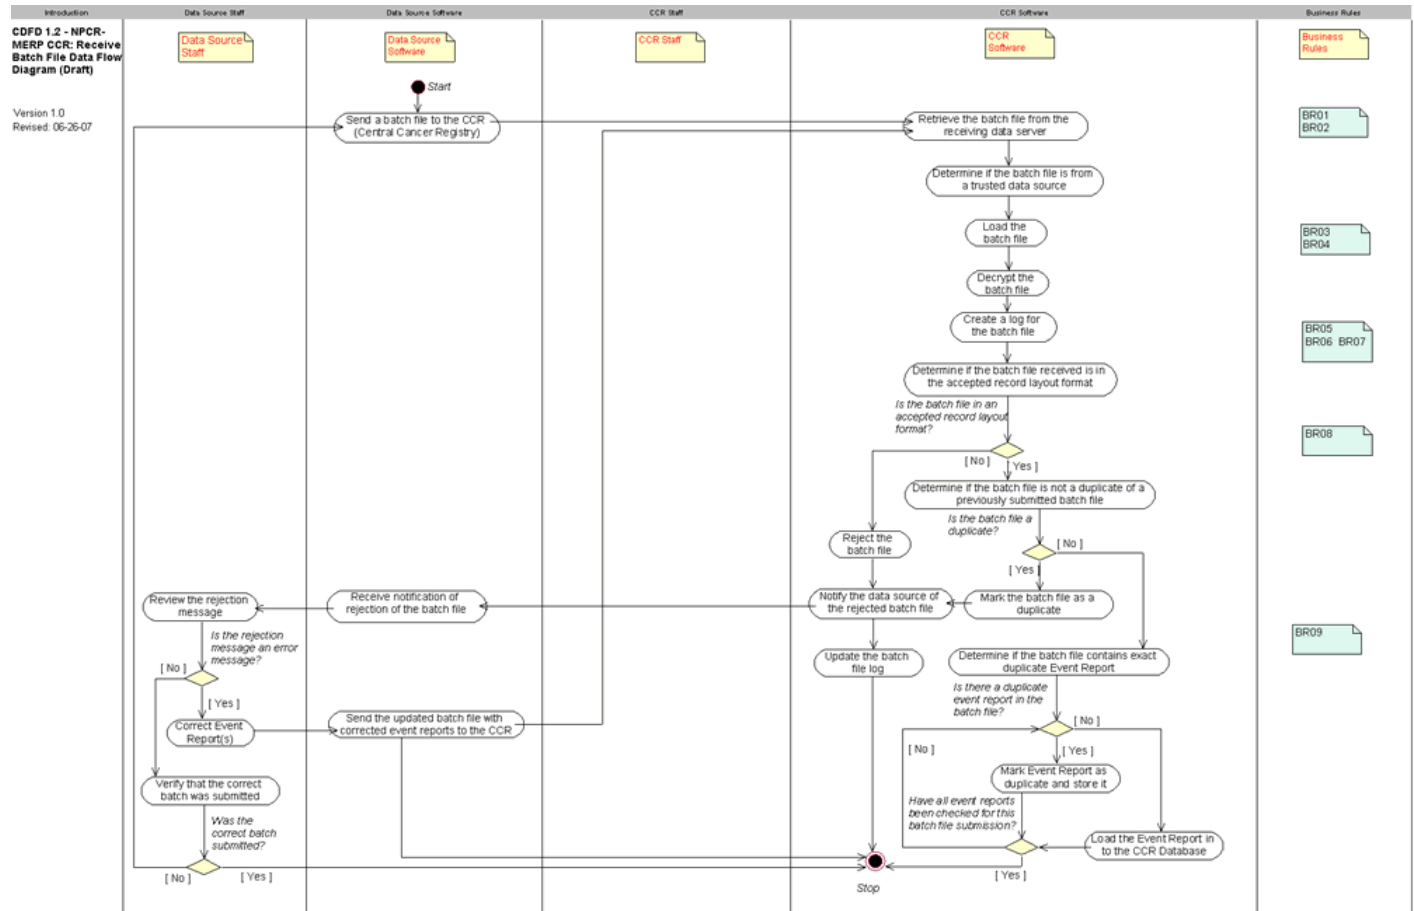 Introduction
Data Source Staff
Data Source Software
CCR Staff
CCR Software
Business Rules
CDFD 1.2 - NPCR-
MERP CCR: Receive
Batch File Data Flow
Diagram (Draft)
Version 1.0
Revised: 06-26-07
Data Source
Staff
Data Source
Software
CCR Staff
CCR
Software
Business
Rules
Start
Send a batch file to the CCR
(Central Cancer Registry)
Retrieve the batch file from the
receiving data server
BR01
BR02
Determine if the batch file is from
a trusted data source
Load the
batch file
BR03
BR04
Decrypt the
batch file
Create a log for
the batch file
BR05
BR06 BR07
Determine if the batch file received is in
the accepted record layout format
Is the batch file in an
accepted record layout
format?
BR08
[ No ]
[ Yes ]
Determine if the batch file is not a duplicate of a
previously submitted batch file
Is the batch file a
duplicate?
[ No ]
[ Yes ]
Reject the
batch file
Review the rejection
message
Receive notification of
rejection of the batch file
Notify the data source of
the rejected batch file
Mark the batch file as a
duplicate
BR09
Is the rejection
message an error
message?
[ No ]
[ Yes ]
Update the batch
file log
Determine if the batch file contains exact
duplicate Event Report
Is there a duplicate
event report in the
batch file?
[ No ]
[ Yes ]
[ No ]
Correct Event
Report(s)
Send the updated batch file with
corrected event reports to the CCR
Mark Event Report as
duplicate and store it
Verify that the correct
batch was submitted
Have all event reports
been checked for this
batch file submission?
Was the
correct batch
submitted?
Load the Event Report in
to the CCR Database
[ No ]
[ Yes ]
[ Yes ]
Stop